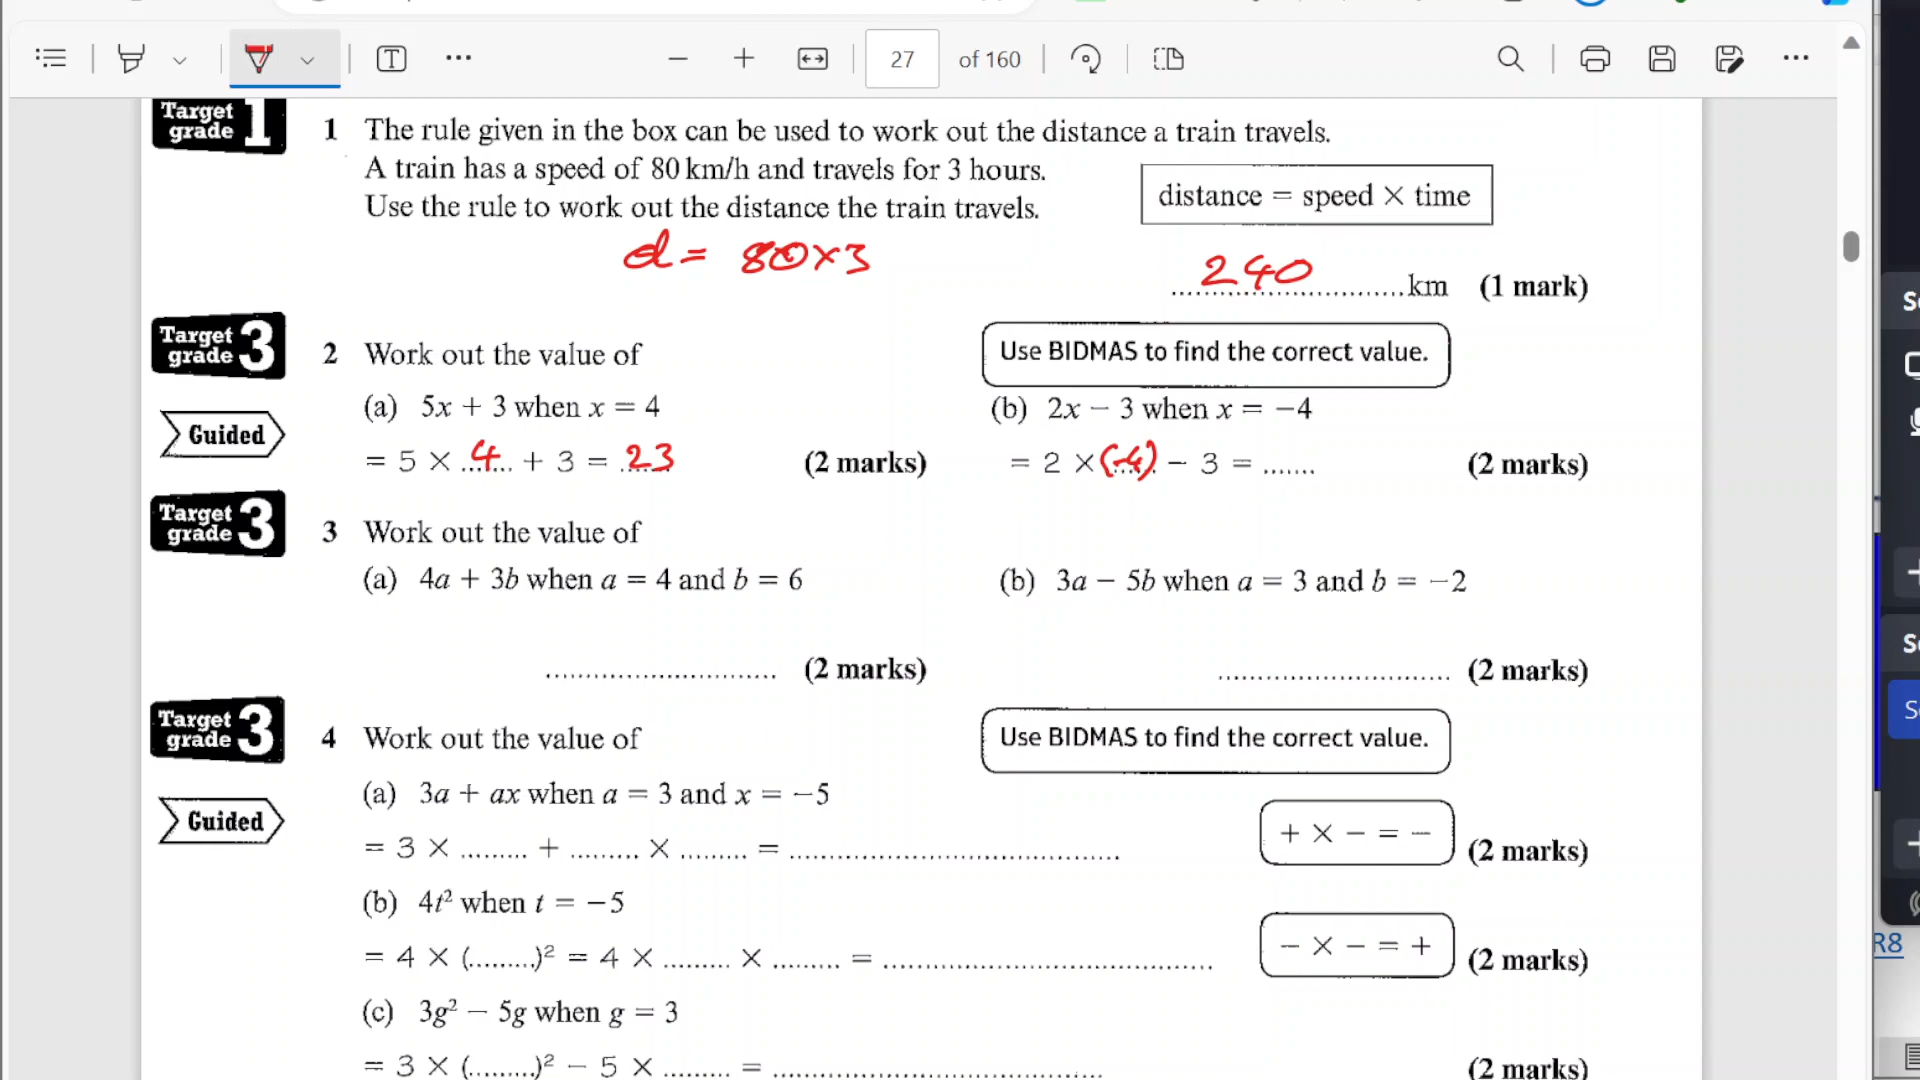 27 of 160
Target grade 1
1 The rule given in the box can be used to work out the distance a train travels.
A train has a speed of 80 km/h and travels for 3 hours.
Use the rule to work out the distance the train travels.
distance = speed × time
d = 80×3
240 km (1 mark)
Target grade 3
2 Work out the value of
Use BIDMAS to find the correct value.
(a) 5x + 3 when x = 4
(b) 2x − 3 when x = −4
Guided
= 5 × 4 + 3 = 23 (2 marks)
= 2 × (-4) − 3 = ....... (2 marks)
Target grade 3
3 Work out the value of
(a) 4a + 3b when a = 4 and b = 6
(b) 3a − 5b when a = 3 and b = −2
............................ (2 marks)
............................ (2 marks)
Target grade 3
4 Work out the value of
Use BIDMAS to find the correct value.
(a) 3a + ax when a = 3 and x = −5
Guided
= 3 × ......... + ......... × ......... = ........................................
+ × − = −
(2 marks)
(b) 4t² when t = −5
= 4 × (.........)² = 4 × ......... × ......... = ........................................
− × − = +
(2 marks)
(c) 3g² − 5g when g = 3
= 3 × (.........)² − 5 × ......... = ........................................
(2 marks)
R8